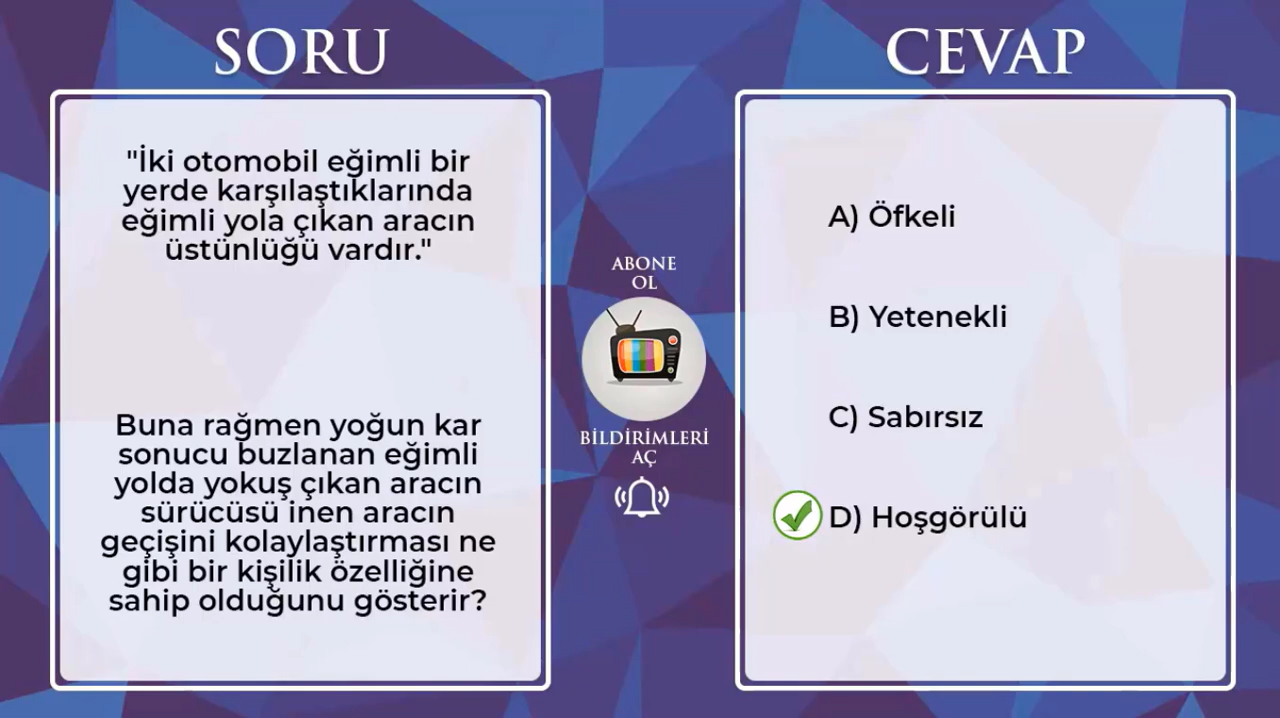 SORU
"İki otomobil eğimli bir
yerde karşılaştıklarında
eğimli yola çıkan aracın
üstünlüğü vardır."
Buna rağmen yoğun kar
sonucu buzlanan eğimli
yolda yokuş çıkan aracın
sürücüsü inen aracın
geçişini kolaylaştırması ne
gibi bir kişilik özelliğine
sahip olduğunu gösterir?
ABONE
OL
BİLDİRİMLERİ
AÇ
CEVAP
A) Öfkeli
B) Yetenekli
C) Sabırsız
D) Hoşgörülü